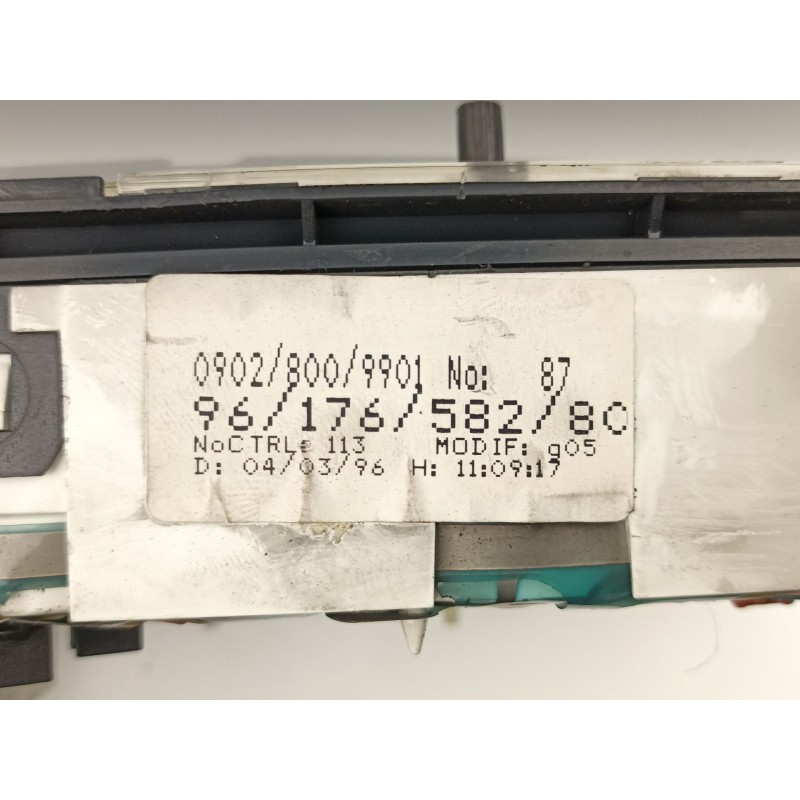 0902/800/9901 No: 87
96/176/582/80
NoCTRL: 113 MODIF: g05
D: 04/03/96 H: 11:09:17